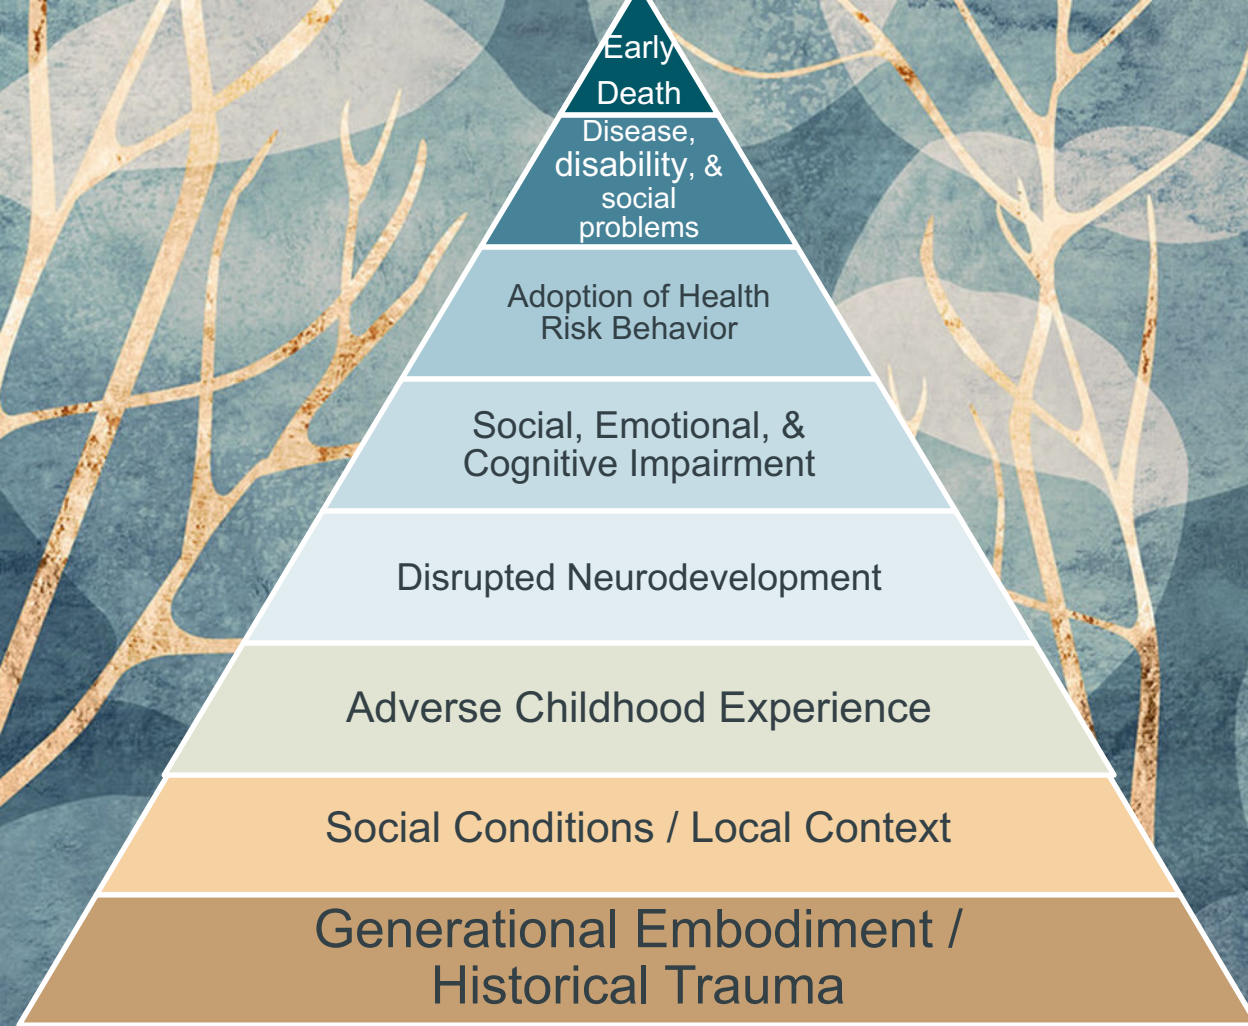 Early
Death
Disease,
disability, &
social
problems
Adoption of Health
Risk Behavior
Social, Emotional, &
Cognitive Impairment
Disrupted Neurodevelopment
Adverse Childhood Experience
Social Conditions / Local Context
Generational Embodiment /
Historical Trauma